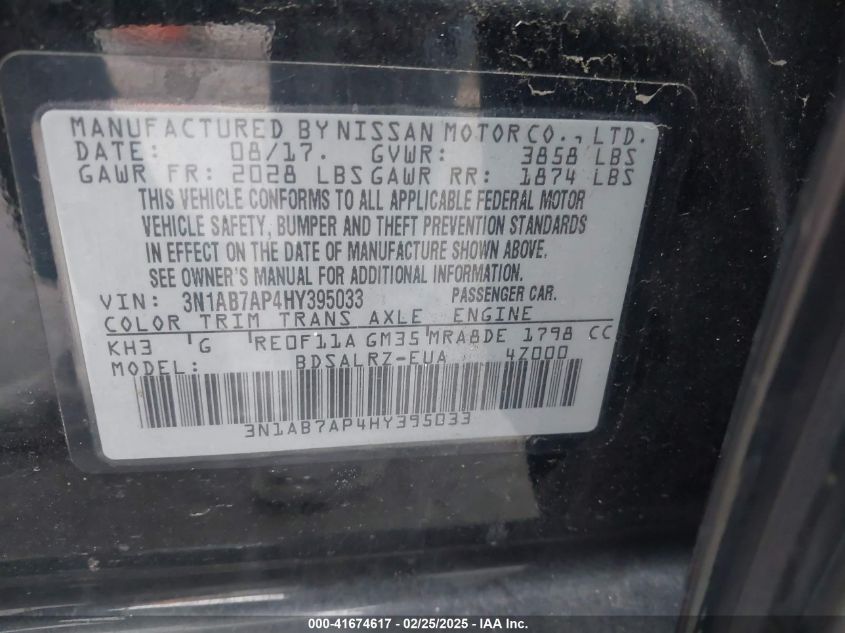 MANUFACTURED BY NISSAN MOTOR CO., LTD.
DATE: 08/17. GVWR: 3858 LBS
GAWR FR: 2028 LBS GAWR RR: 1874 LBS
THIS VEHICLE CONFORMS TO ALL APPLICABLE FEDERAL MOTOR
VEHICLE SAFETY, BUMPER AND THEFT PREVENTION STANDARDS
IN EFFECT ON THE DATE OF MANUFACTURE SHOWN ABOVE.
SEE OWNER'S MANUAL FOR ADDITIONAL INFORMATION.
VIN: 3N1AB7AP4HY395033 PASSENGER CAR.
COLOR TRIM TRANS AXLE ENGINE
KH3 G RE0F11A GM35 MRA8DE 1798 CC
MODEL: BDSALRZ-EUA 47000
3N1AB7AP4HY395033
000-41674617 - 02/25/2025 - IAA Inc.